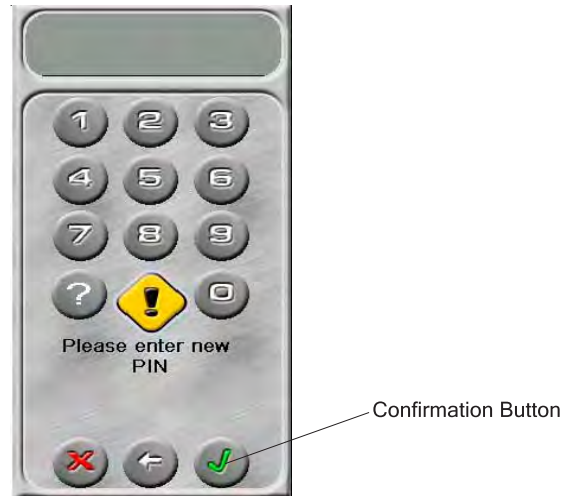 1 2 3
4 5 6
7 8 9
? ! 0
Please enter new
PIN
Confirmation Button